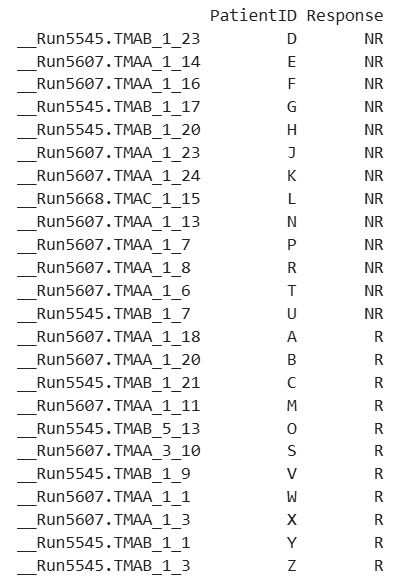 PatientID Response
__Run5545.TMAB_1_23 D NR
__Run5607.TMAA_1_14 E NR
__Run5607.TMAA_1_16 F NR
__Run5545.TMAB_1_17 G NR
__Run5545.TMAB_1_20 H NR
__Run5607.TMAA_1_23 J NR
__Run5607.TMAA_1_24 K NR
__Run5668.TMAC_1_15 L NR
__Run5607.TMAA_1_13 N NR
__Run5607.TMAA_1_7 P NR
__Run5607.TMAA_1_8 R NR
__Run5607.TMAA_1_6 T NR
__Run5545.TMAB_1_7 U NR
__Run5607.TMAA_1_18 A R
__Run5607.TMAA_1_20 B R
__Run5545.TMAB_1_21 C R
__Run5607.TMAA_1_11 M R
__Run5545.TMAB_5_13 O R
__Run5607.TMAA_3_10 S R
__Run5545.TMAB_1_9 V R
__Run5607.TMAA_1_1 W R
__Run5607.TMAA_1_3 X R
__Run5545.TMAB_1_1 Y R
__Run5545.TMAB_1_3 Z R